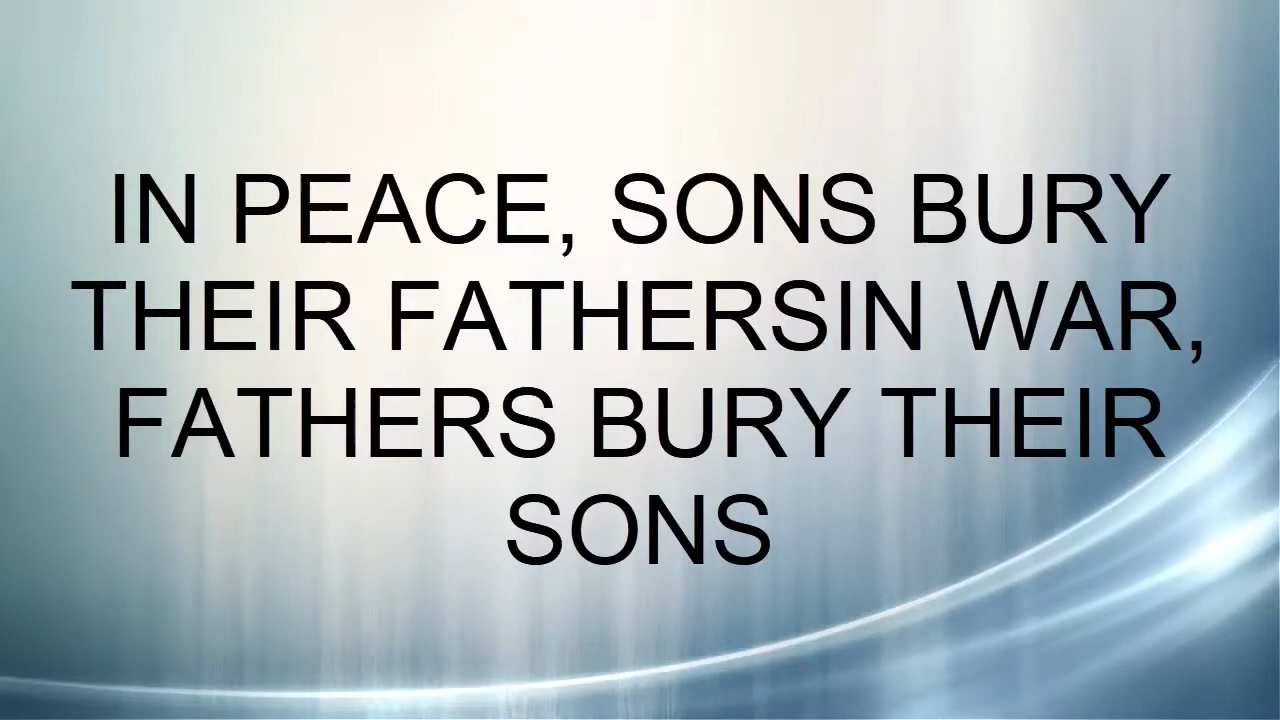 IN PEACE, SONS BURY
THEIR FATHERSIN WAR,
FATHERS BURY THEIR
SONS